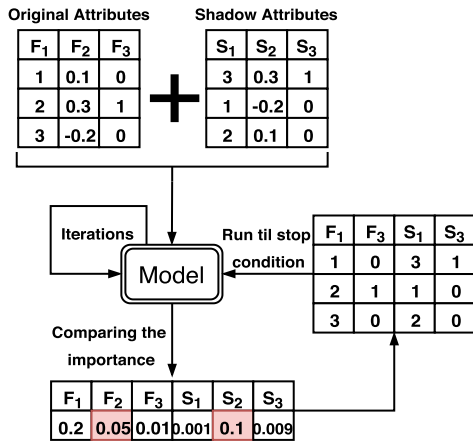 Original Attributes
F1 F2 F3
1 0.1 0
2 0.3 1
3 -0.2 0
+
Shadow Attributes
S1 S2 S3
3 0.3 1
1 -0.2 0
2 0.1 0
Iterations
Model
Run til stop
condition
F1 F3 S1 S3
1 0 3 1
2 1 1 0
3 0 2 0
Comparing the
importance
F1 F2 F3 S1 S2 S3
0.2 0.05 0.01 0.001 0.1 0.009